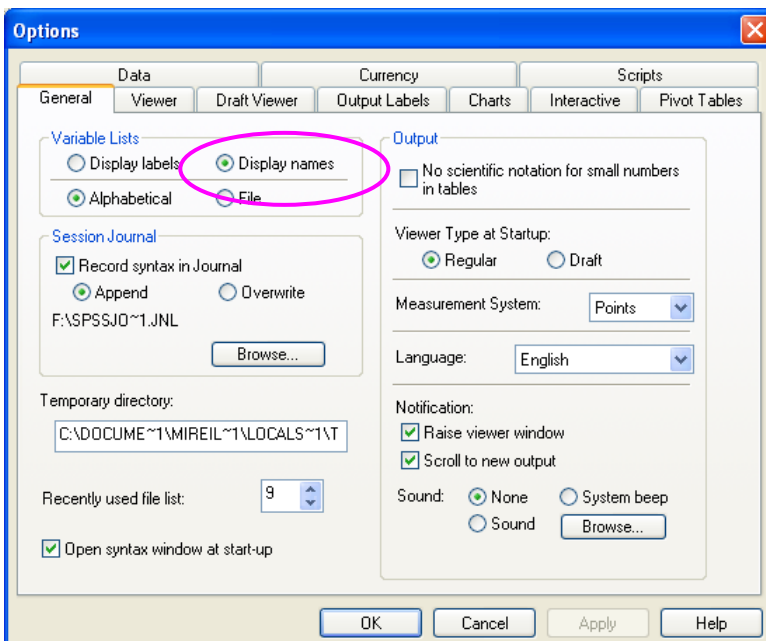 Options
Data Currency Scripts
General Viewer Draft Viewer Output Labels Charts Interactive Pivot Tables
Variable Lists
Display labels Display names
Alphabetical File
Session Journal
Record syntax in Journal
Append Overwrite
F:\SPSSJO~1.JNL
Browse...
Temporary directory:
C:\DOCUME~1\MIREIL~1\LOCALS~1\T
Recently used file list: 9
Open syntax window at start-up
Output
No scientific notation for small numbers
in tables
Viewer Type at Startup:
Regular Draft
Measurement System: Points
Language: English
Notification:
Raise viewer window
Scroll to new output
Sound: None System beep
Sound Browse...
OK Cancel Apply Help